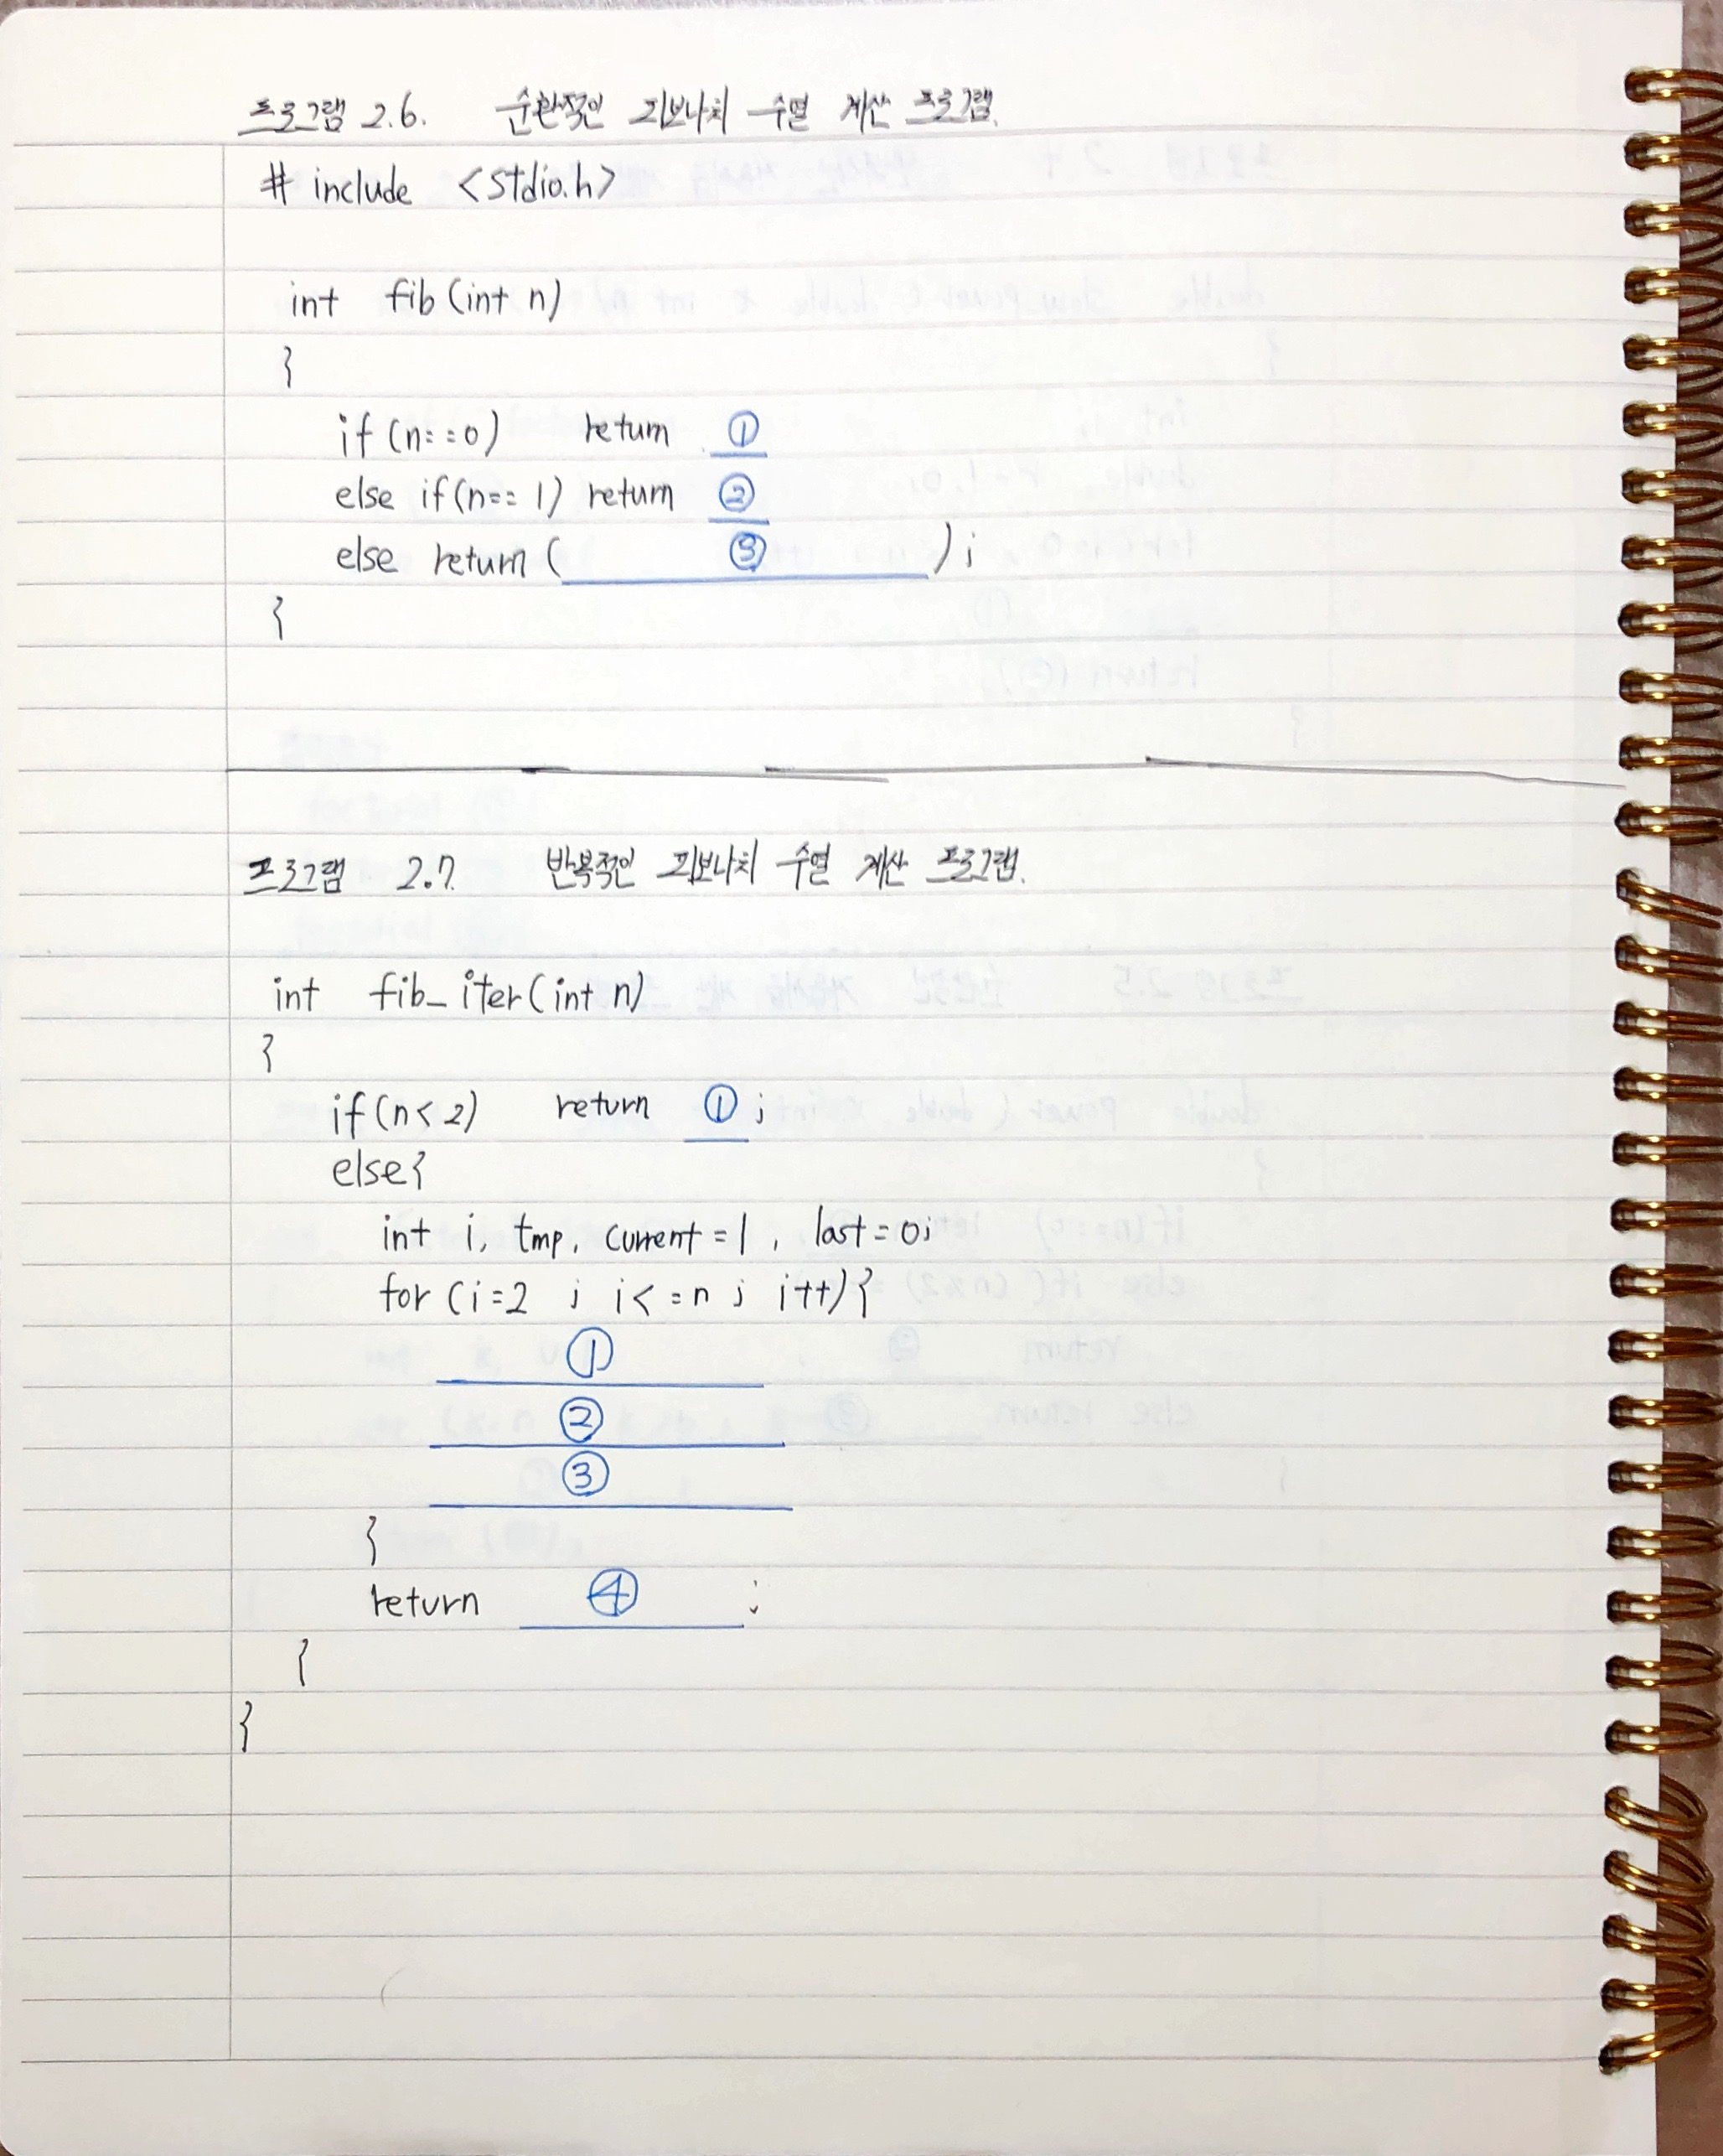 프로그램 2.6. 순환적인 피보나치 수열 계산 프로그램.
# include <stdio.h>
int fib (int n)
}
if (n==0) return ①
else if (n==1) return ②
else return ( ③ ) ;
}
프로그램 2.7. 반복적인 피보나치 수열 계산 프로그램.
int fib_iter (int n)
{
if (n<2) return ① ;
else {
int i, tmp, current = 1 , last = 0;
for (i=2 ; i<=n ; i++) {
①
②
③
}
return ④ ;
}
}